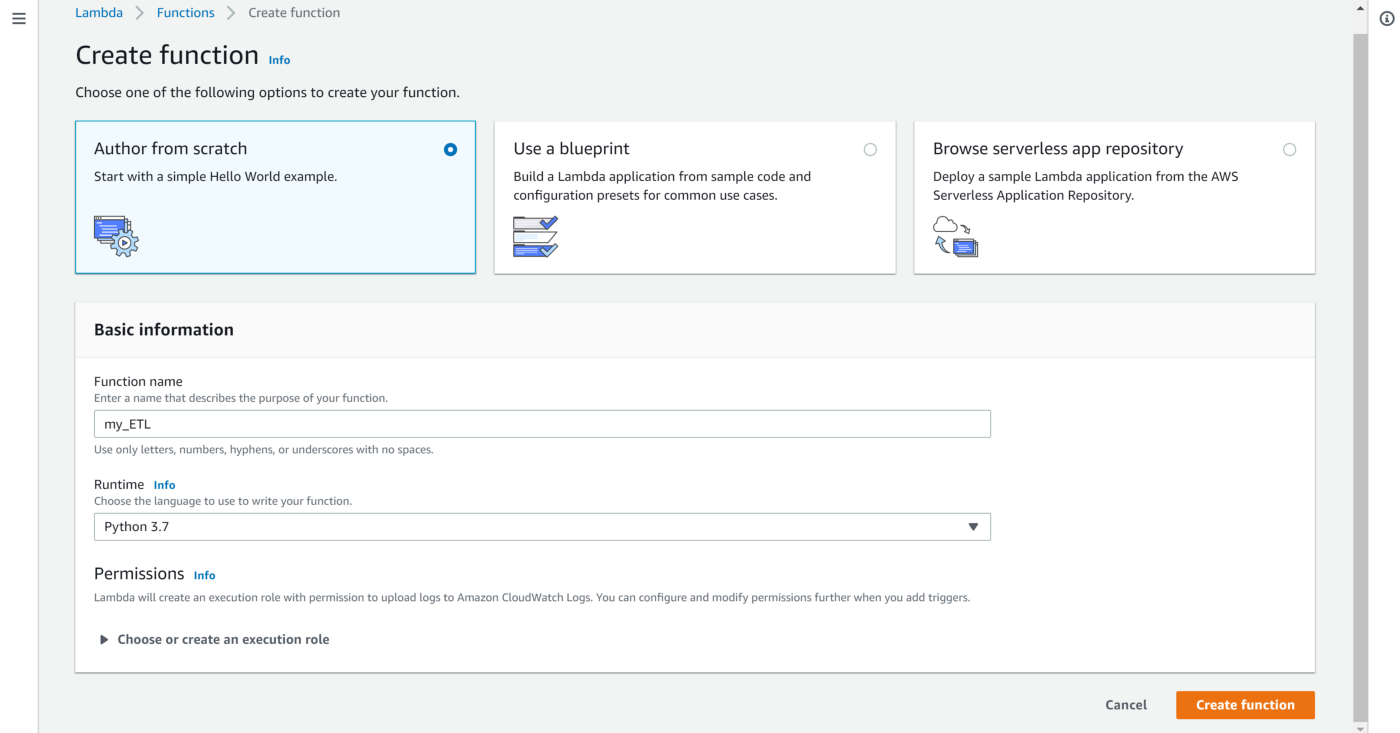 Lambda > Functions > Create function
Create function Info
Choose one of the following options to create your function.
Author from scratch
Start with a simple Hello World example.
Use a blueprint
Build a Lambda application from sample code and
configuration presets for common use cases.
Browse serverless app repository
Deploy a sample Lambda application from the AWS
Serverless Application Repository.
Basic information
Function name
Enter a name that describes the purpose of your function.
my_ETL
Use only letters, numbers, hyphens, or underscores with no spaces.
Runtime Info
Choose the language to use to write your function.
Python 3.7
Permissions Info
Lambda will create an execution role with permission to upload logs to Amazon CloudWatch Logs. You can configure and modify permissions further when you add triggers.
Choose or create an execution role
Cancel
Create function